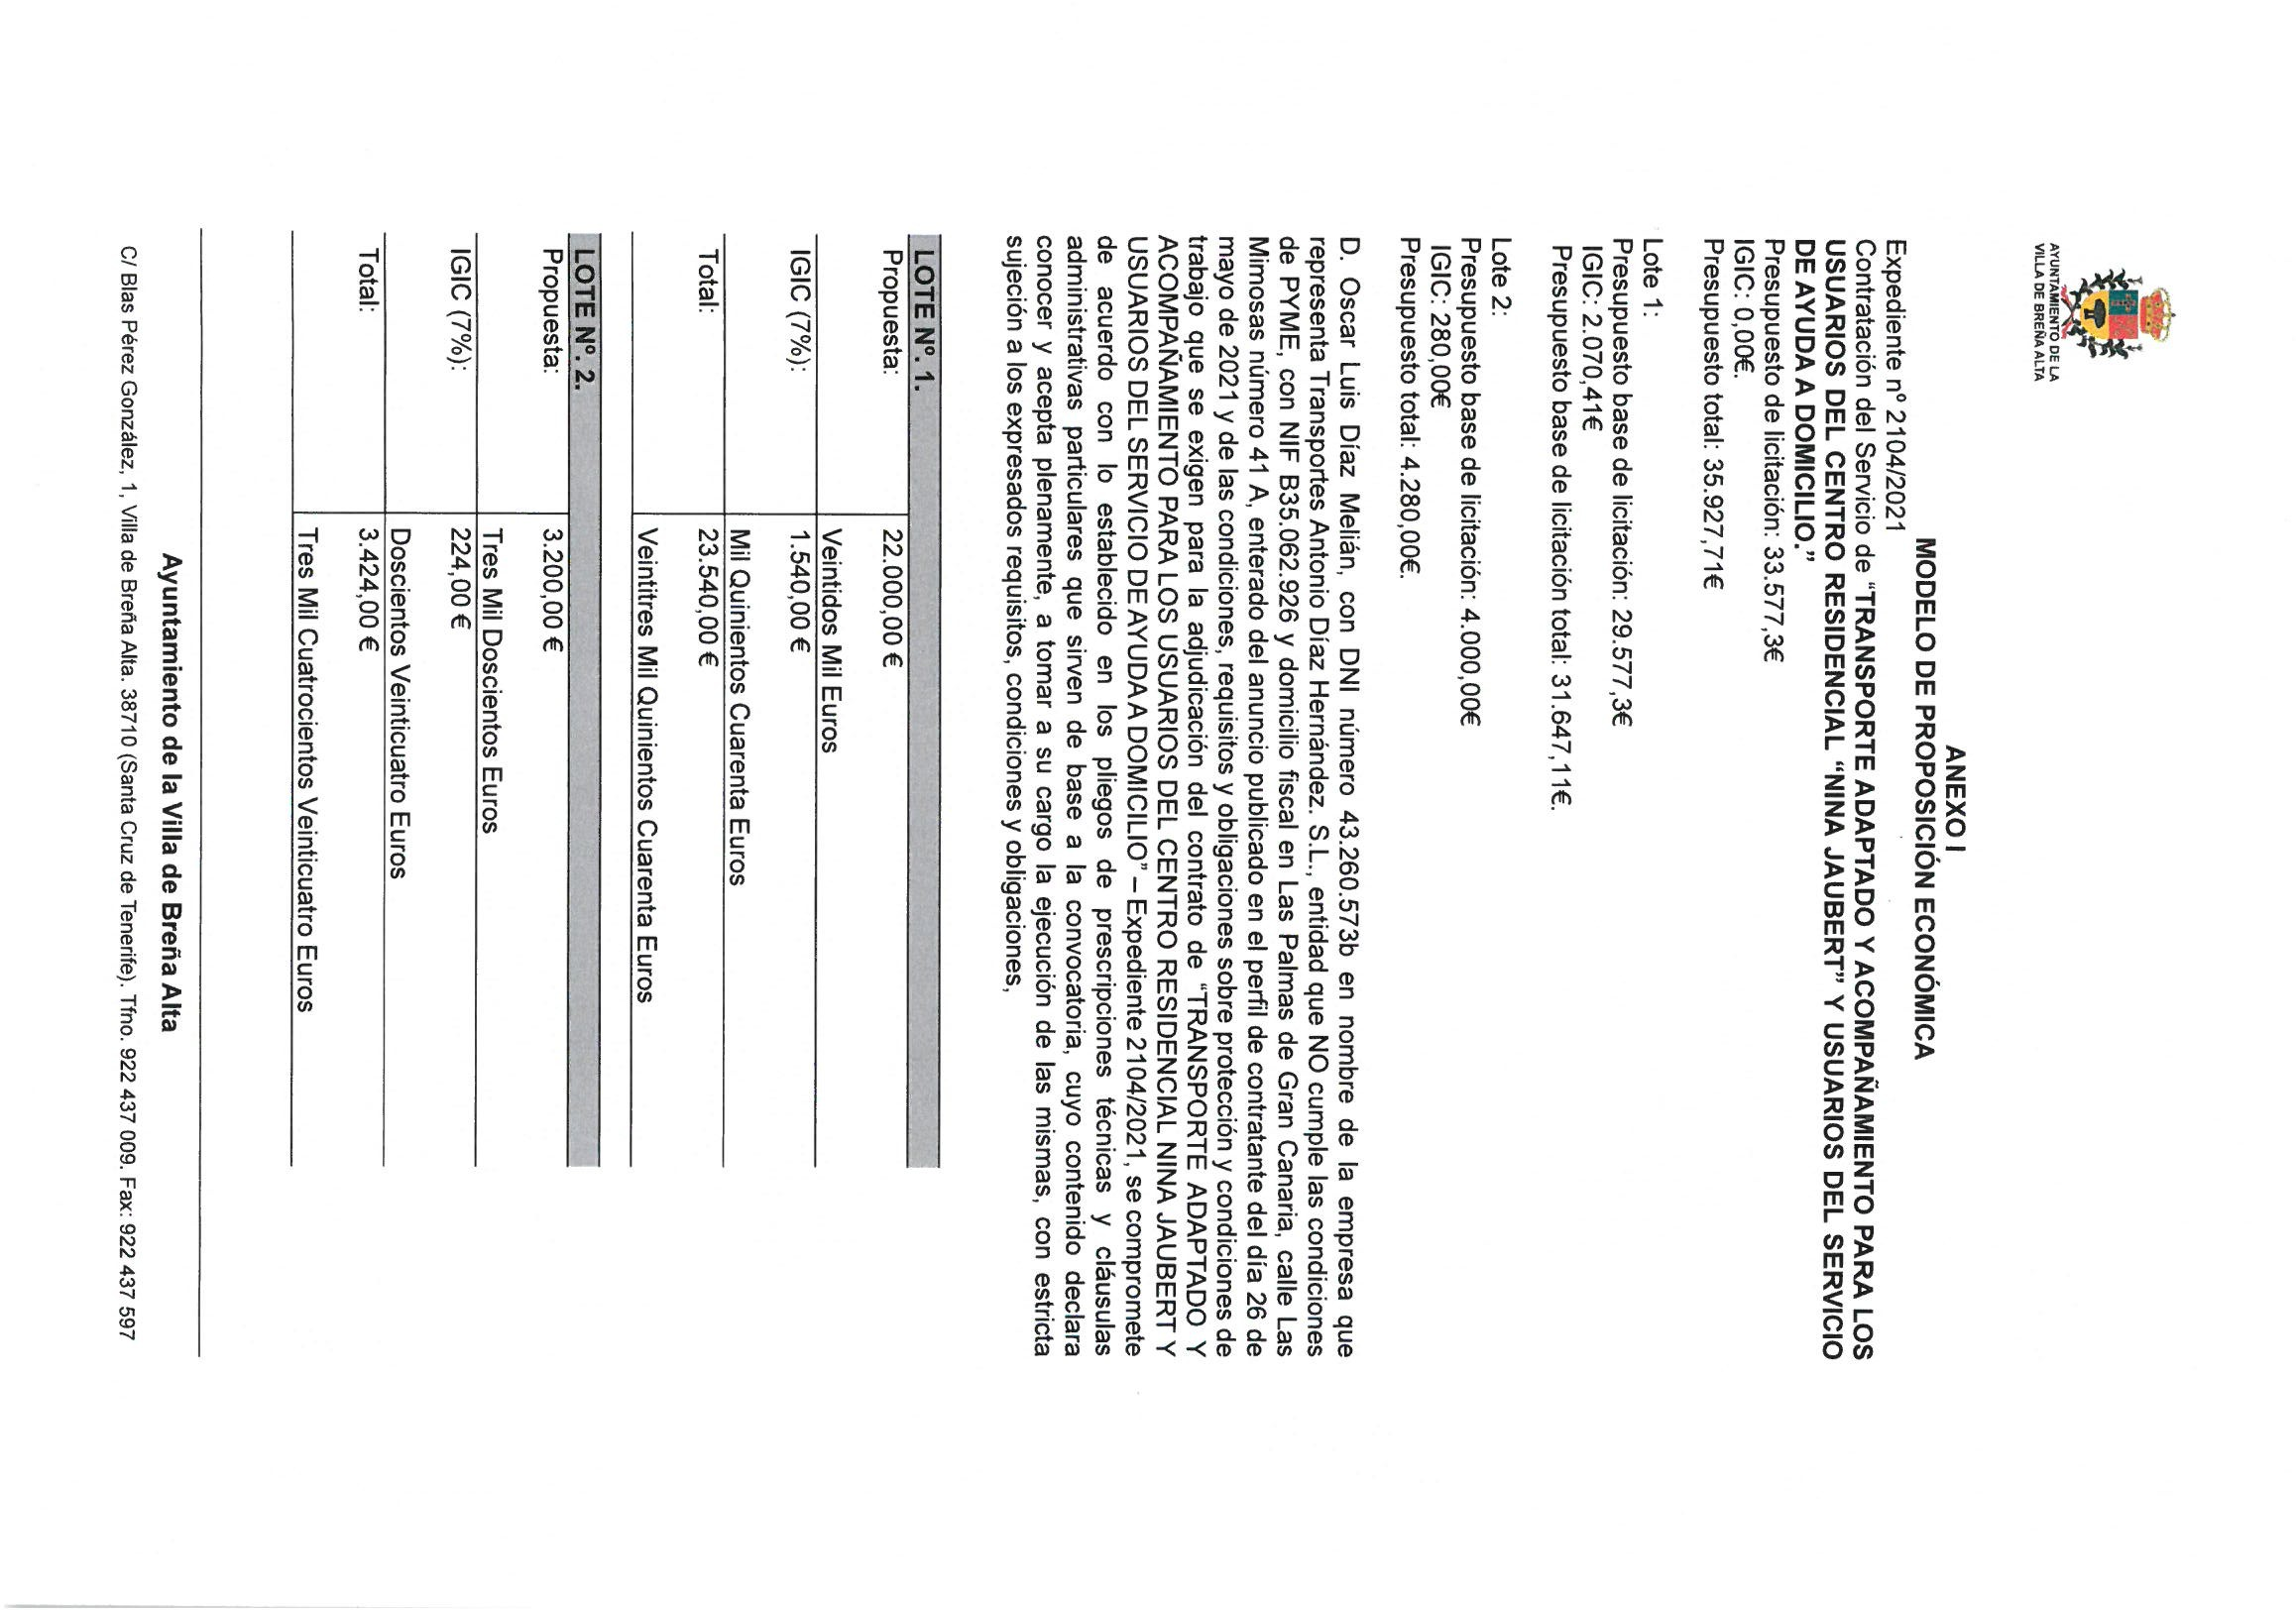 AYUNTAMIENTO DE LA
VILLA DE BREÑA ALTA
ANEXO I
MODELO DE PROPOSICIÓN ECONÓMICA
Expediente nº 2104/2021
Contratación del Servicio de “TRANSPORTE ADAPTADO Y ACOMPAÑAMIENTO PARA LOS
USUARIOS DEL CENTRO RESIDENCIAL “NINA JAUBERT” Y USUARIOS DEL SERVICIO
DE AYUDA A DOMICILIO.”
Presupuesto de licitación: 33.577,3€
IGIC: 0,00€.
Presupuesto total: 35.927,71€
Lote 1:
Presupuesto base de licitación: 29.577,3€
IGIC: 2.070,41€
Presupuesto base de licitación total: 31.647,11€.
Lote 2:
Presupuesto base de licitación: 4.000,00€
IGIC: 280,00€
Presupuesto total: 4.280,00€.
D. Oscar Luis Díaz Melián, con DNI número 43.260.573b en nombre de la empresa que
representa Transportes Antonio Díaz Hernández. S.L., entidad que NO cumple las condiciones
de PYME, con NIF B35.062.926 y domicilio fiscal en Las Palmas de Gran Canaria, calle Las
Mimosas número 41 A, enterado del anuncio publicado en el perfil de contratante del día 26 de
mayo de 2021 y de las condiciones, requisitos y obligaciones sobre protección y condiciones de
trabajo que se exigen para la adjudicación del contrato de “TRANSPORTE ADAPTADO Y
ACOMPAÑAMIENTO PARA LOS USUARIOS DEL CENTRO RESIDENCIAL NINA JAUBERT Y
USUARIOS DEL SERVICIO DE AYUDA A DOMICILIO” – Expediente 2104/2021, se compromete
de acuerdo con lo establecido en los pliegos de prescripciones técnicas y cláusulas
administrativas particulares que sirven de base a la convocatoria, cuyo contenido declara
conocer y acepta plenamente, a tomar a su cargo la ejecución de las mismas, con estricta
sujeción a los expresados requisitos, condiciones y obligaciones,
LOTE Nº. 1.
Propuesta: 22.000,00 €
Veintidos Mil Euros
IGIC (7%): 1.540,00 €
Mil Quinientos Cuarenta Euros
Total: 23.540,00 €
Veintitres Mil Quinientos Cuarenta Euros
LOTE Nº. 2.
Propuesta: 3.200,00 €
Tres Mil Doscientos Euros
IGIC (7%): 224,00 €
Doscientos Veinticuatro Euros
Total: 3.424,00 €
Tres Mil Cuatrocientos Veinticuatro Euros
Ayuntamiento de la Villa de Breña Alta
C/ Blas Pérez González, 1, Villa de Breña Alta. 38710 (Santa Cruz de Tenerife). Tfno. 922 437 009. Fax: 922 437 597